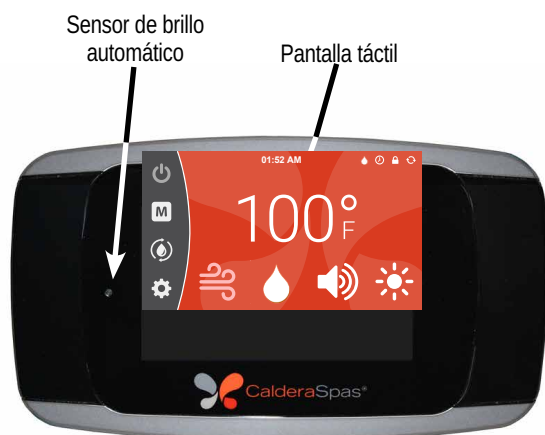 Sensor de brillo
automático
Pantalla táctil
01:52 AM
M
100°
F
CalderaSpas®